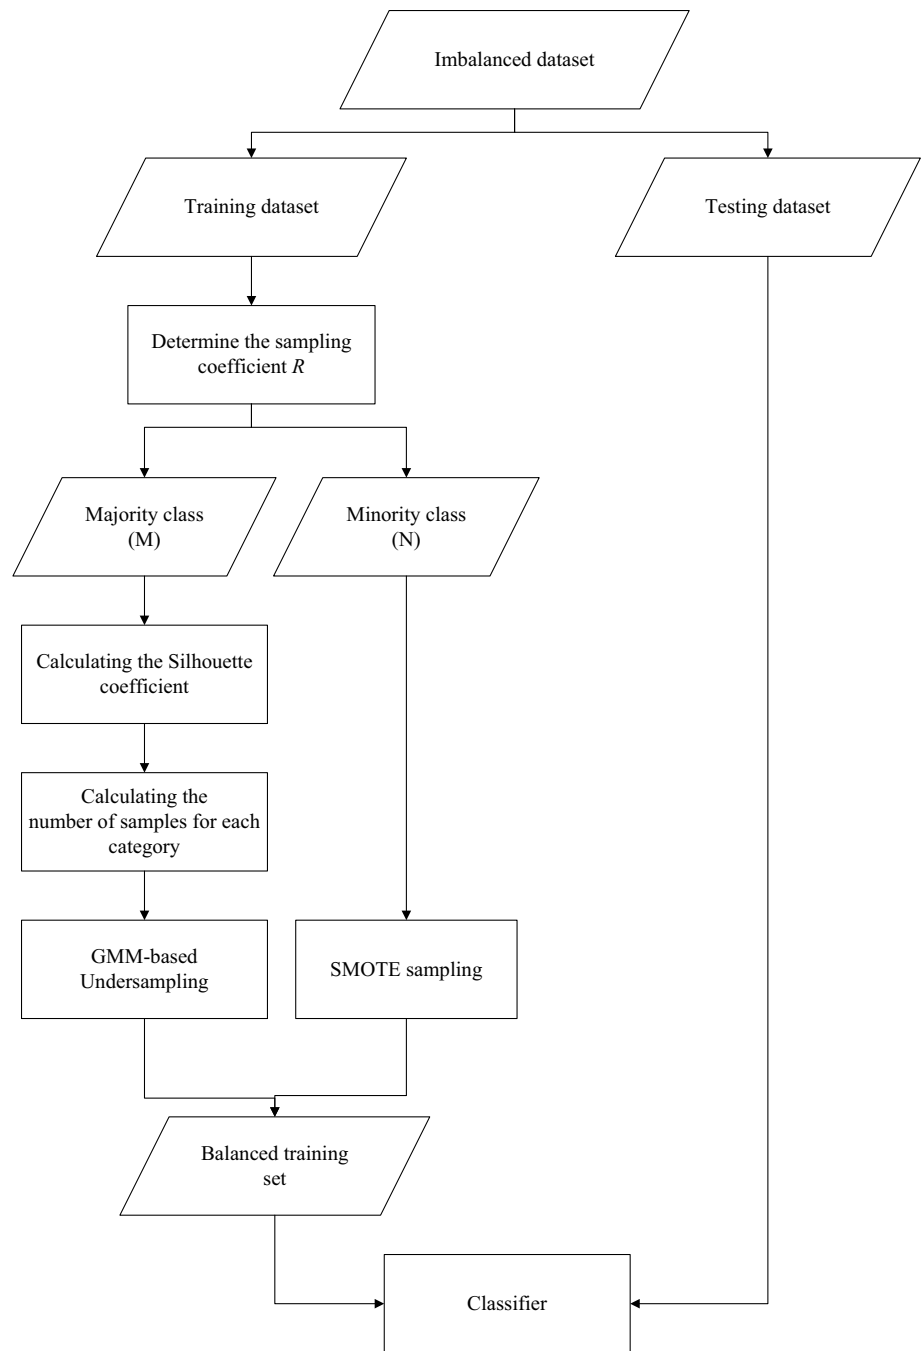 Imbalanced dataset
Training dataset
Testing dataset
Determine the sampling
coefficient R
Majority class
(M)
Minority class
(N)
Calculating the Silhouette
coefficient
Calculating the
number of samples for each
category
GMM-based
Undersampling
SMOTE sampling
Balanced training
set
Classifier